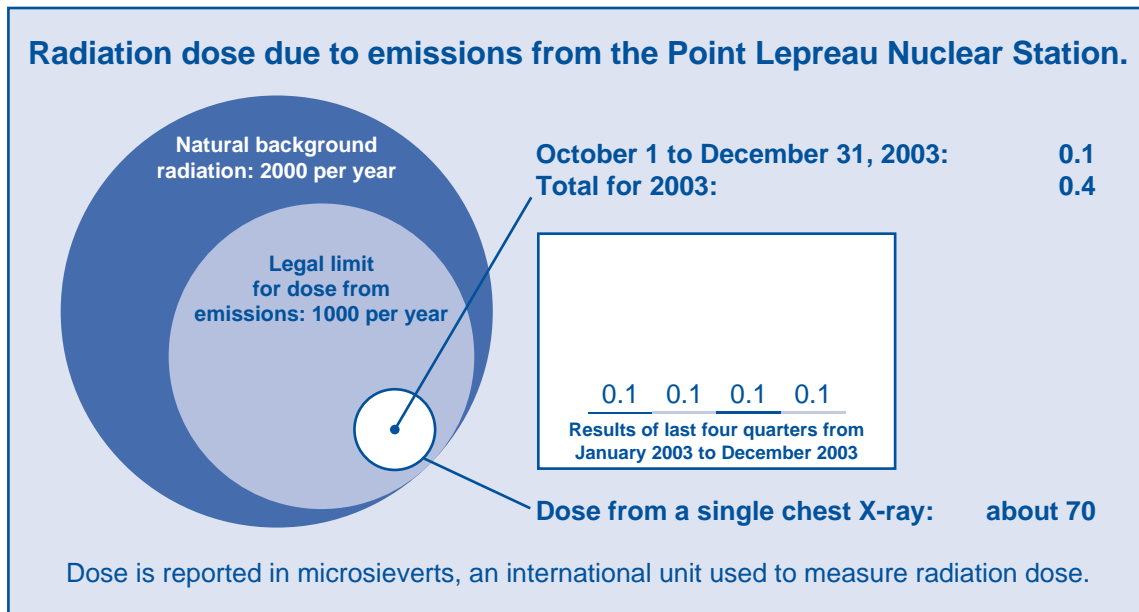 Radiation dose due to emissions from the Point Lepreau Nuclear Station.
Natural background
radiation: 2000 per year
Legal limit
for dose from
emissions: 1000 per year
October 1 to December 31, 2003: 0.1
Total for 2003: 0.4
0.1 0.1 0.1 0.1
Results of last four quarters from
January 2003 to December 2003
Dose from a single chest X-ray: about 70
Dose is reported in microsieverts, an international unit used to measure radiation dose.